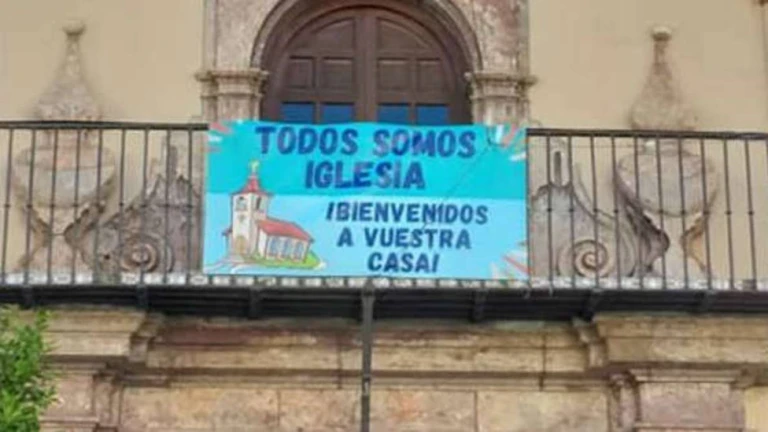 TODOS SOMOS
IGLESIA
¡BIENVENIDOS
A VUESTRA
CASA!